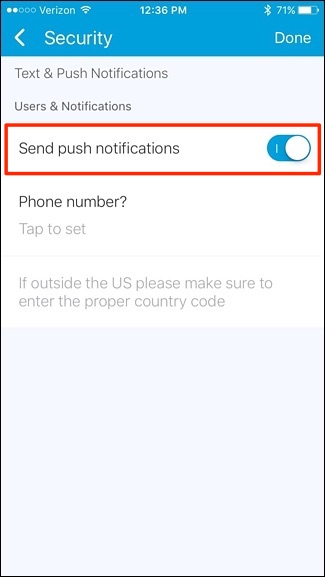 Verizon 12:36 PM 71%
Security Done
Text & Push Notifications
Users & Notifications
Send push notifications
Phone number?
Tap to set
If outside the US please make sure to
enter the proper country code